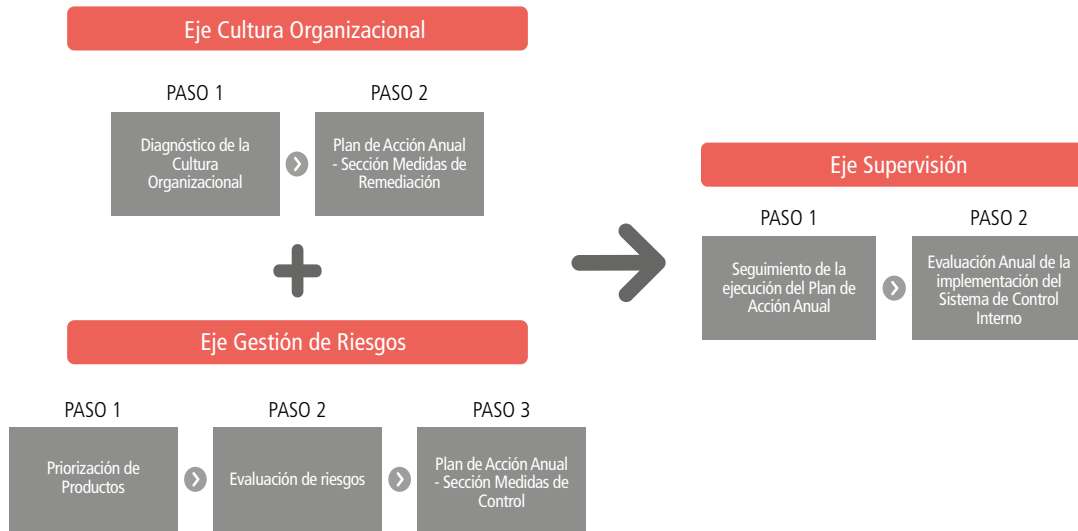 Eje Cultura Organizacional
PASO 1
PASO 2
Diagnóstico de la
Cultura
Organizacional
Plan de Acción Anual
- Sección Medidas de
Remediación
Eje Gestión de Riesgos
PASO 1
PASO 2
PASO 3
Priorización de
Productos
Evaluación de riesgos
Plan de Acción Anual
- Sección Medidas de
Control
Eje Supervisión
PASO 1
PASO 2
Seguimiento de la
ejecución del Plan de
Acción Anual
Evaluación Anual de la
implementación del
Sistema de Control
Interno